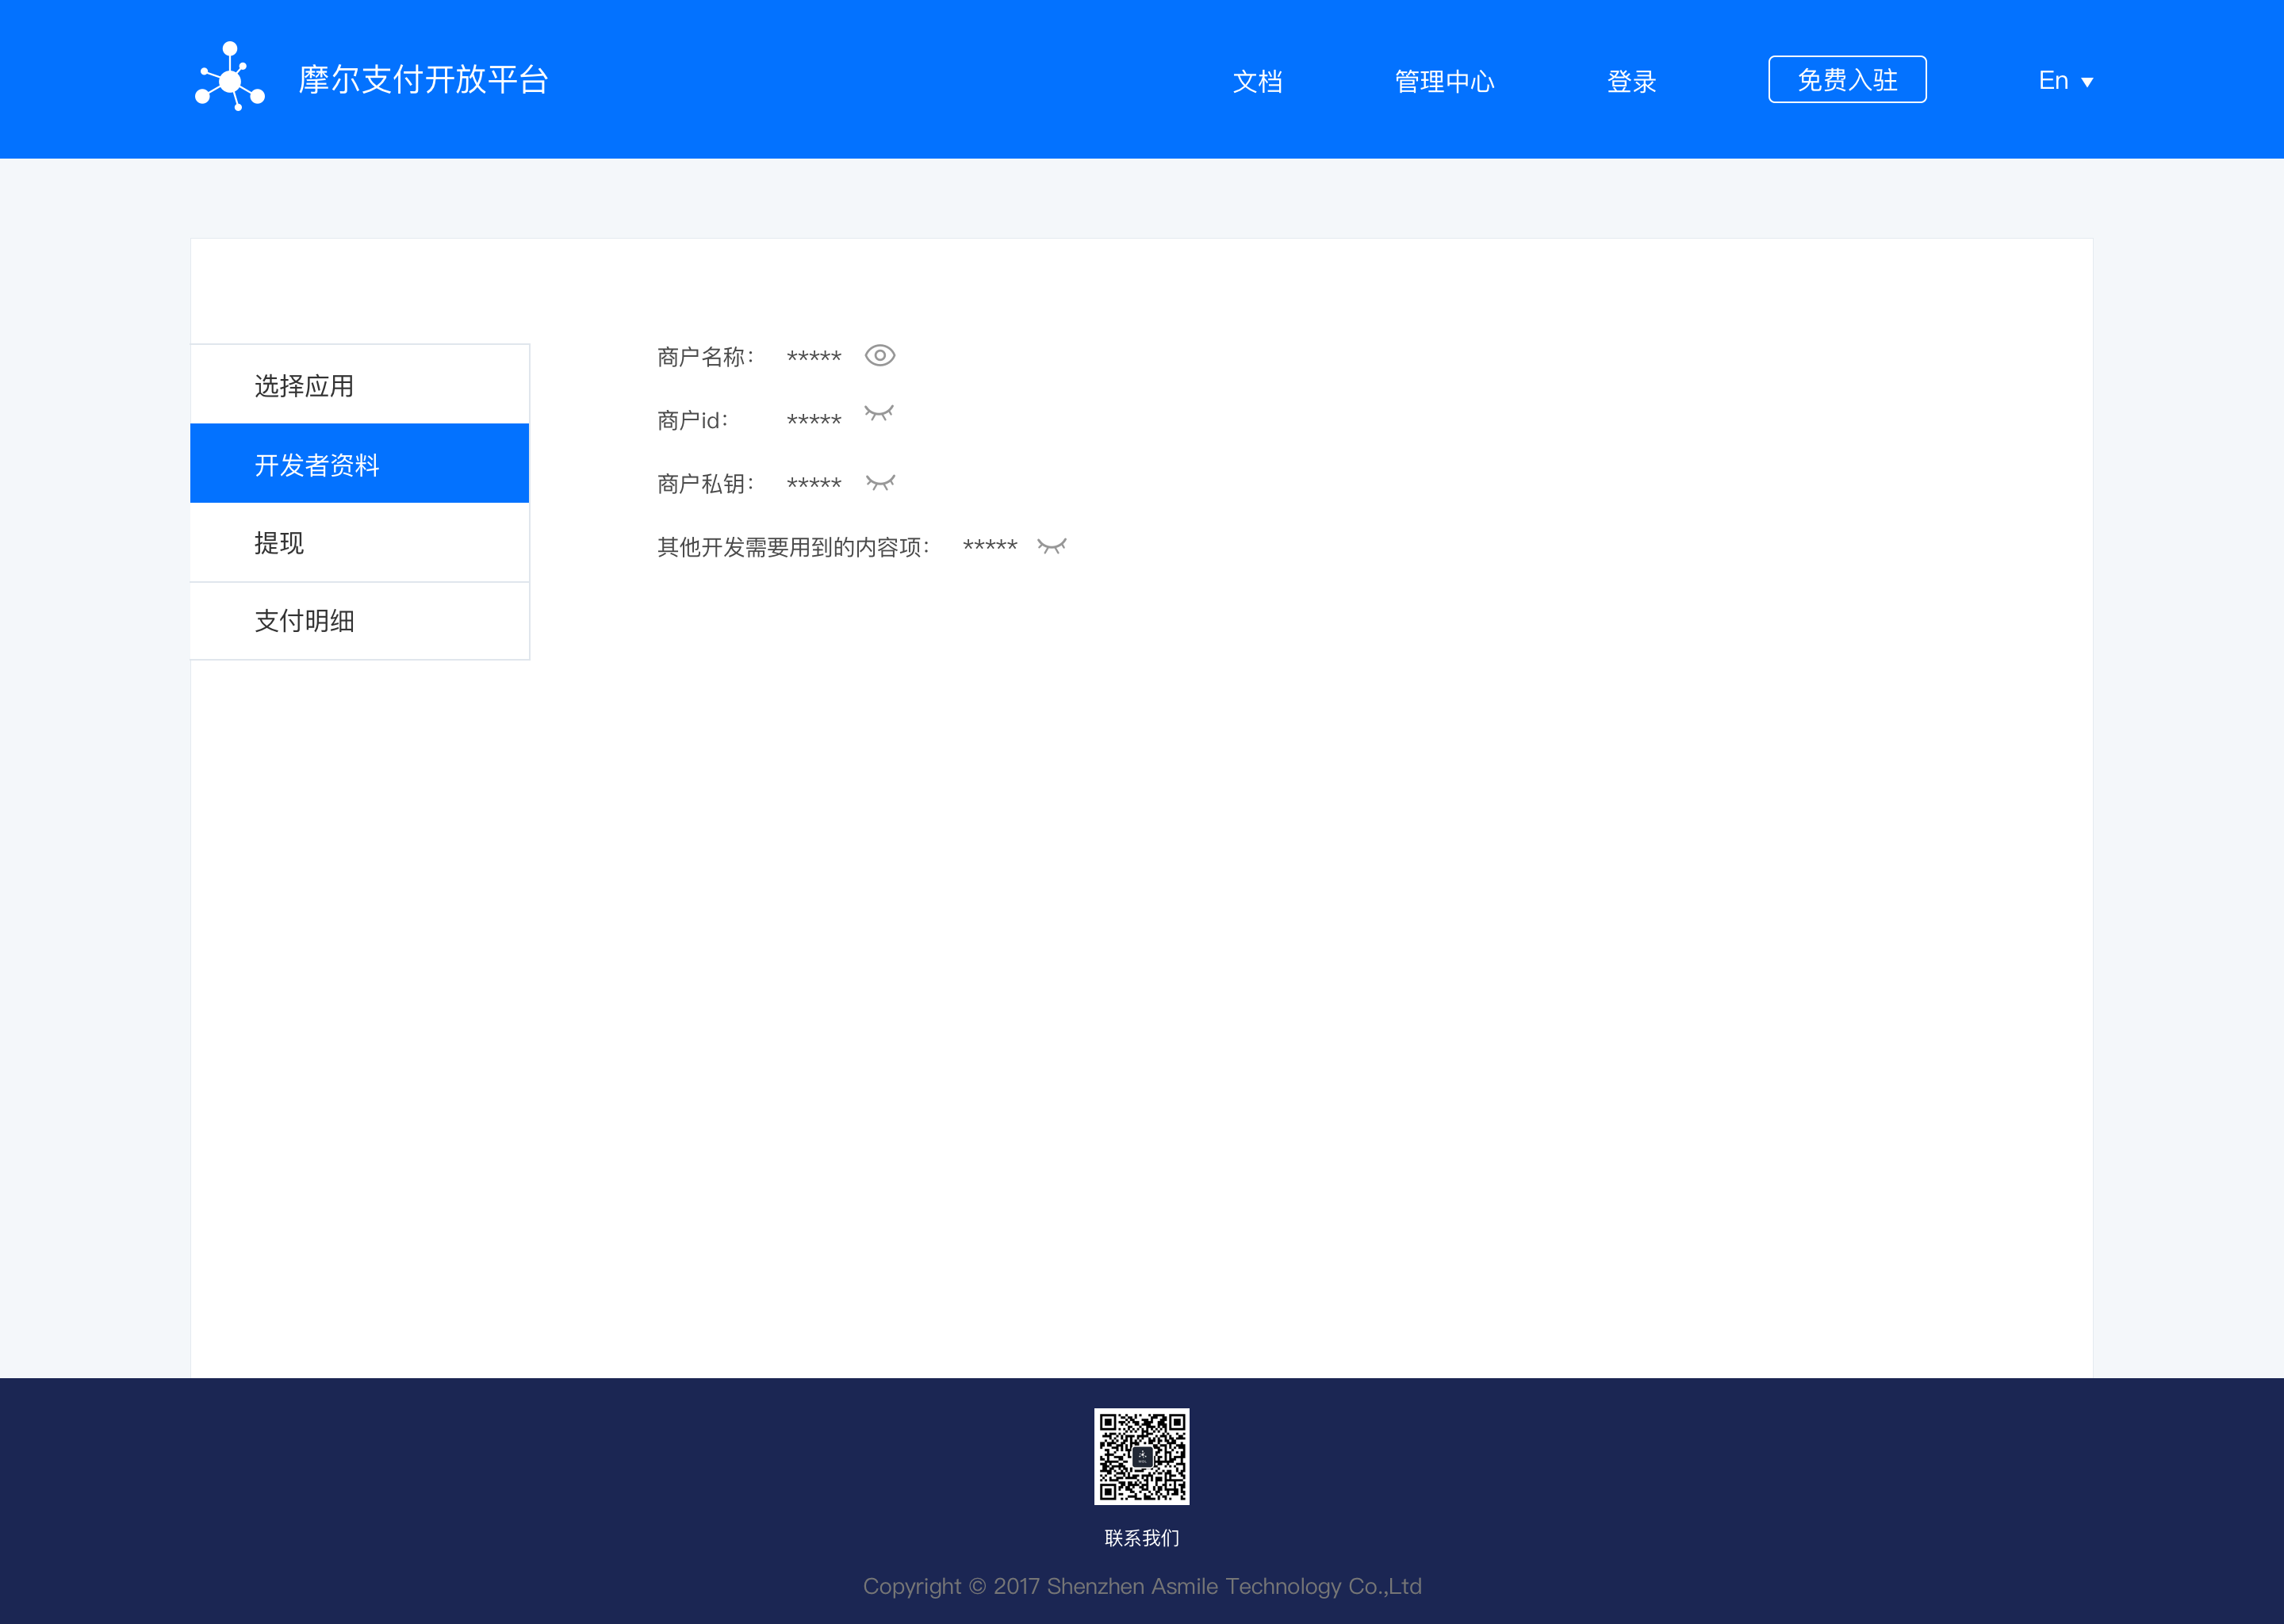 摩尔支付开放平台 文档 管理中心 登录 免费入驻 En
选择应用
开发者资料
提现
支付明细
商户名称： *****
商户id： *****
商户私钥： *****
其他开发需要用到的内容项： *****
联系我们
Copyright © 2017 Shenzhen Asmile Technology Co.,Ltd